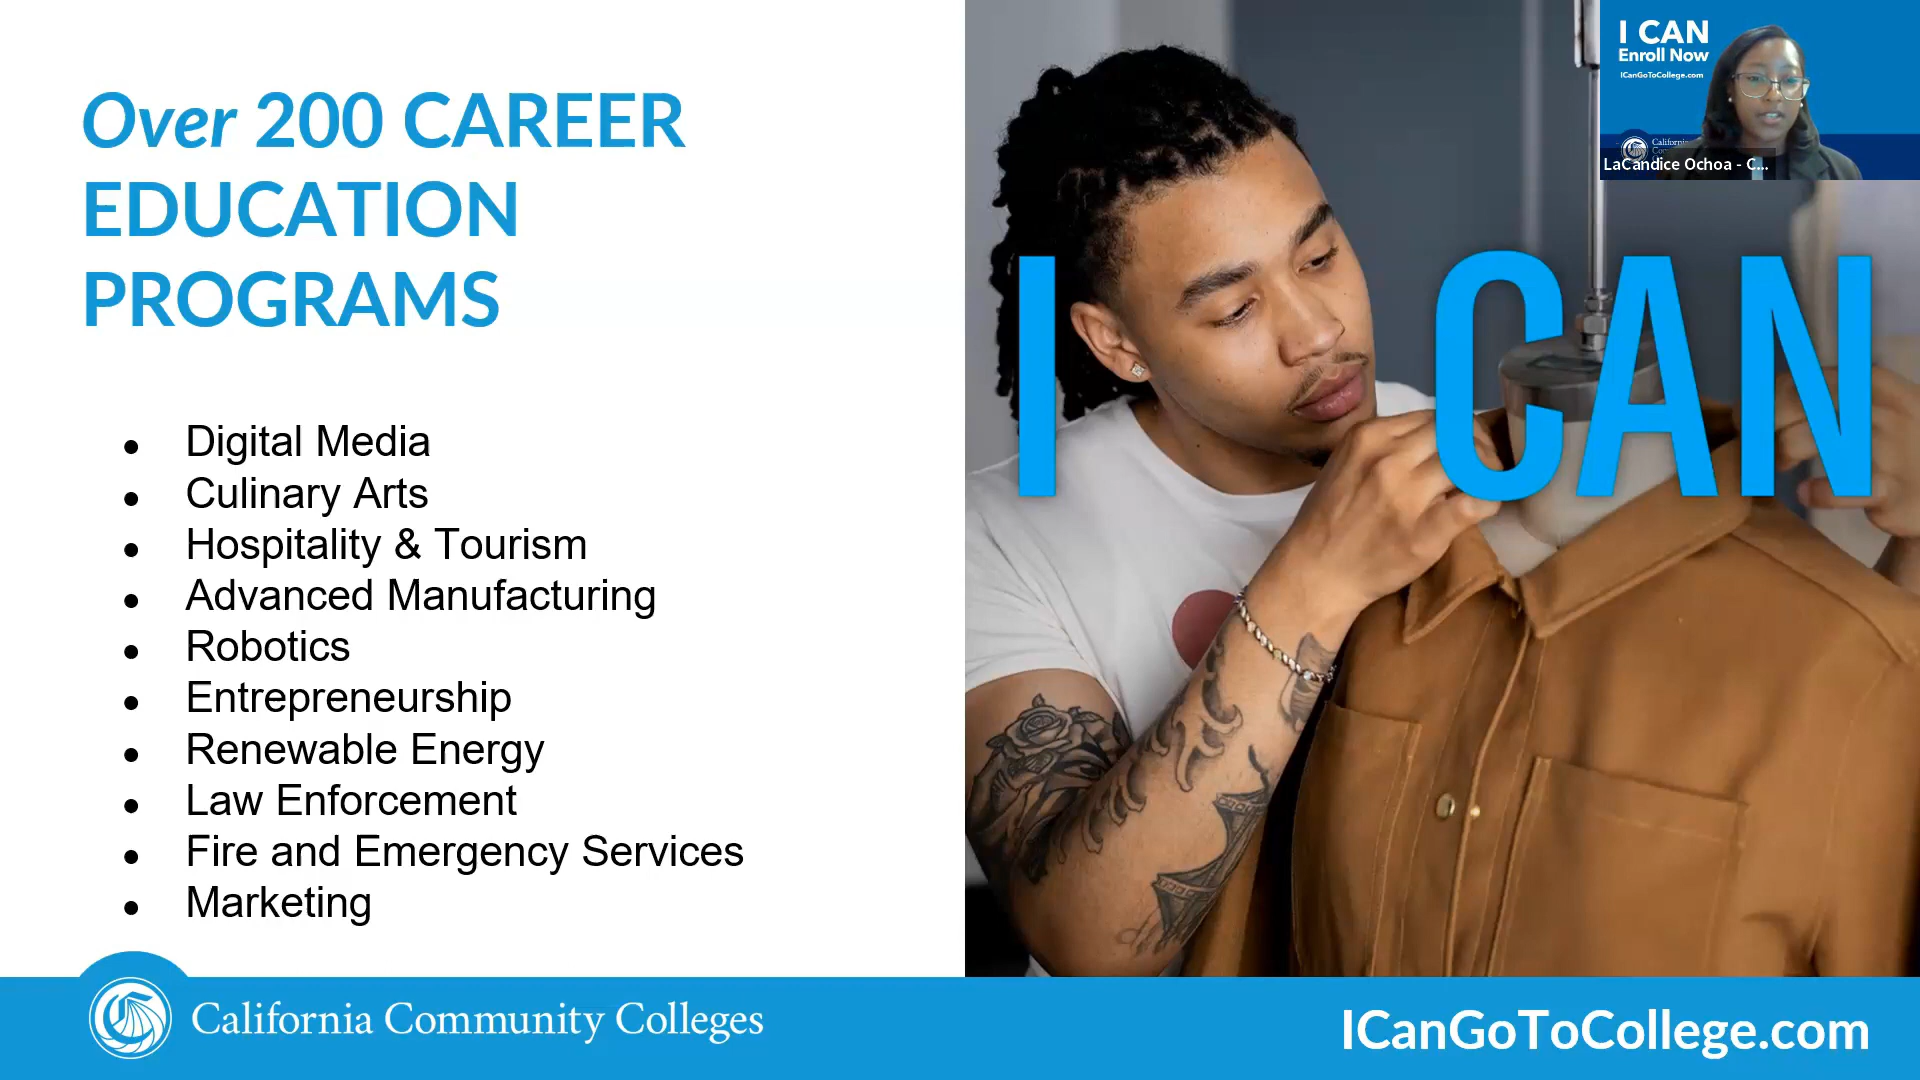 Over 200 CAREER
EDUCATION
PROGRAMS
• Digital Media
• Culinary Arts
• Hospitality & Tourism
• Advanced Manufacturing
• Robotics
• Entrepreneurship
• Renewable Energy
• Law Enforcement
• Fire and Emergency Services
• Marketing
I CAN
I CAN
Enroll Now
ICanGoToCollege.com
California
LaCandice Ochoa - C...
California Community Colleges
ICanGoToCollege.com